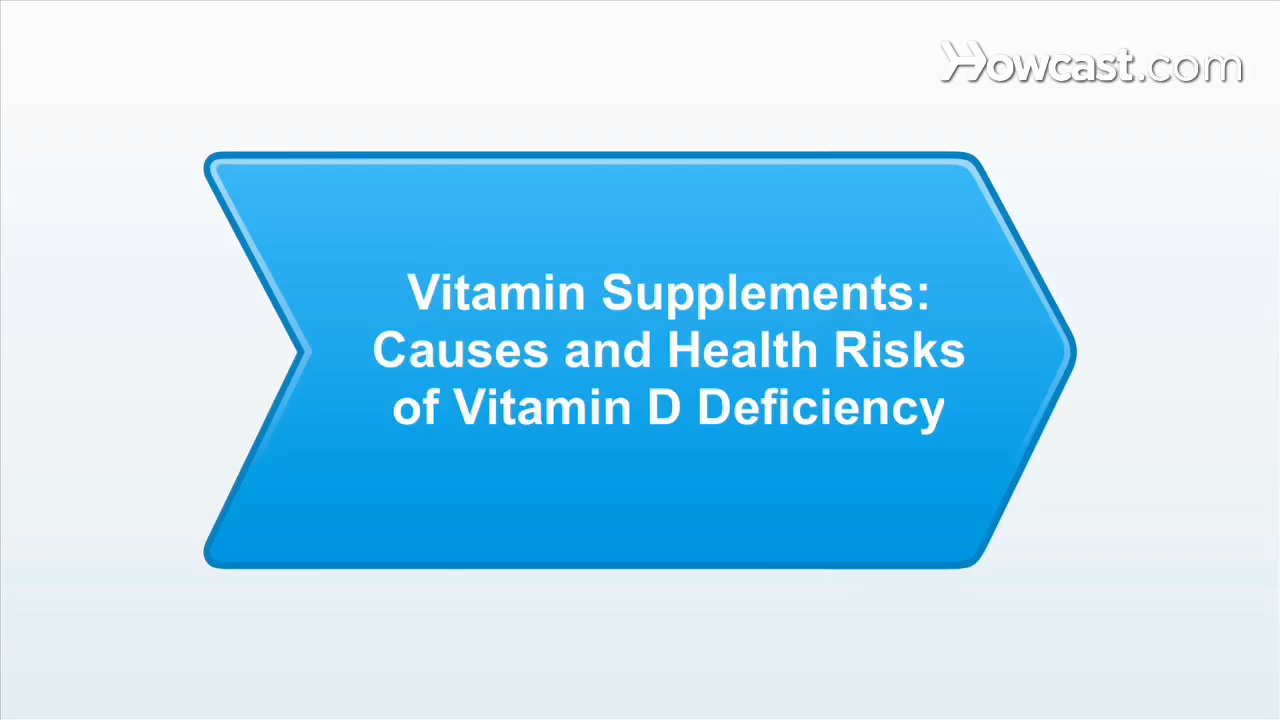 Howcast.com
Vitamin Supplements:
Causes and Health Risks
of Vitamin D Deficiency